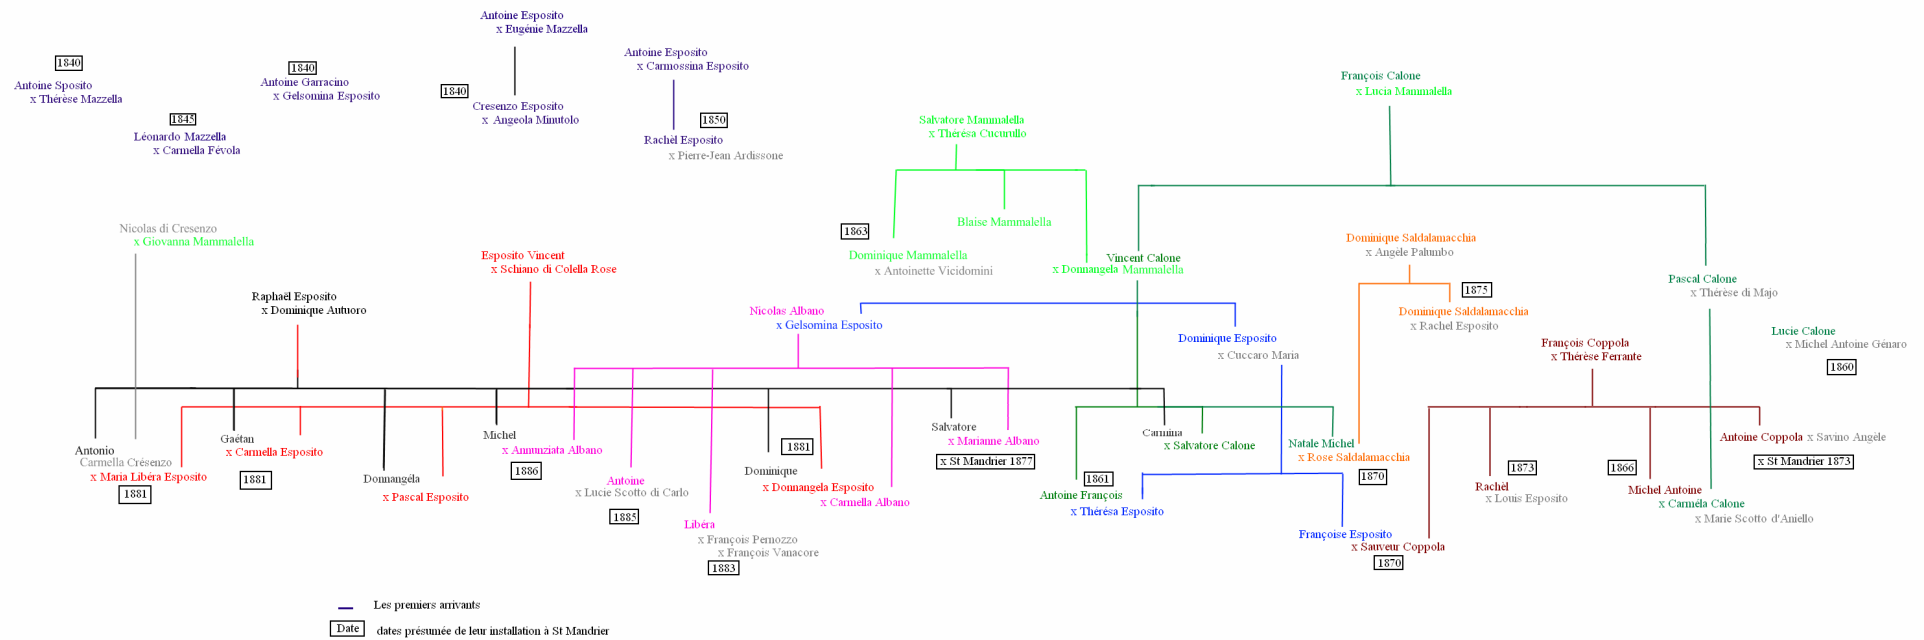 Antoine Esposito
x Eugénie Mazzella
1840
Cresenzo Esposito
x Angeola Minutolo
1840
Antoine Sposito
x Thérèse Mazzella
1845
Léonardo Mazzella
x Carmella Févola
1840
Antoine Garracino
x Gelsomina Esposito
Antoine Esposito
x Carmossina Esposito
1850
Rachèl Esposito
x Pierre-Jean Ardissone
François Calone
x Lucia Mammalella
Salvatore Mammalella
x Thérésa Cucurullo
Blaise Mammalella
1863
Dominique Mammalella
x Antoinette Vicidomini
Vincent Calone
x Donnangela Mammalella
Dominique Saldalamacchia
x Angèle Palumbo
1875
Dominique Saldalamacchia
x Rachel Esposito
Pascal Calone
x Thérèse di Majo
Lucie Calone
x Michel Antoine Génaro
1860
Nicolas di Cresenzo
x Giovanna Mammalella
Esposito Vincent
x Schiano di Colella Rose
Raphaël Esposito
x Dominique Autuoro
Nicolas Albano
x Gelsomina Esposito
Dominique Esposito
x Cuccaro Maria
François Coppola
x Thérèse Ferrante
Antonio
Carmella Crésenzo
x Maria Libéra Esposito
1881
Gaétan
x Carmella Esposito
1881
Donnangéla
x Pascal Esposito
Michel
x Annunziata Albano
1886
Antoine
x Lucie Scotto di Carlo
1885
Libéra
x François Pernozzo
x François Vanacore
1883
1881
Dominique
x Donnangela Esposito
x Carmella Albano
Salvatore
x Marianne Albano
x St Mandrier 1877
Carmina
x Salvatore Calone
1861
Antoine François
x Thérésa Esposito
Natale Michel
x Rose Saldalamacchia
1870
Françoise Esposito
x Sauveur Coppola
1870
1873
Rachèl
x Louis Esposito
1866
Michel Antoine
x Carméla Calone
x Marie Scotto d'Aniello
Antoine Coppola x Savino Angèle
x St Mandrier 1873
Les premiers arrivants
Date dates présumée de leur installation à St Mandrier